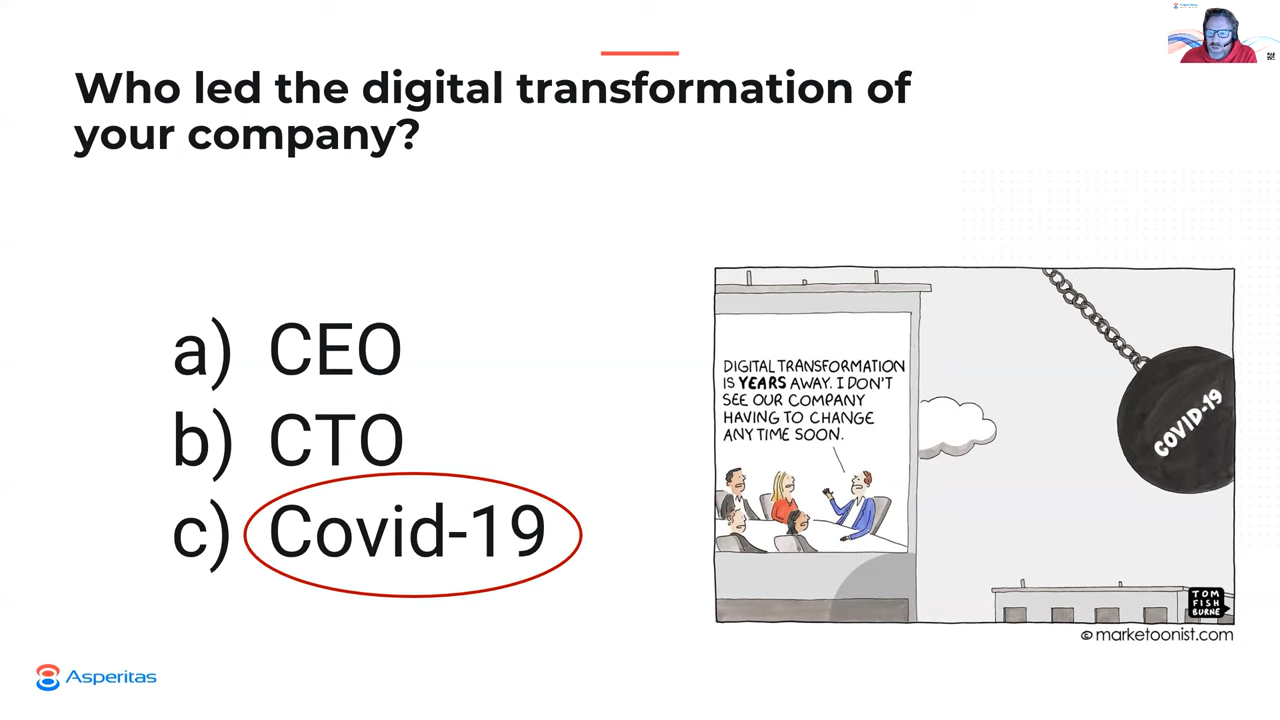 Who led the digital transformation of
your company?
a) CEO
b) CTO
c) Covid-19
DIGITAL TRANSFORMATION
IS YEARS AWAY. I DON'T
SEE OUR COMPANY
HAVING TO CHANGE
ANY TIME SOON.
COVID-19
TOM
FISH
BURNE
© marketoonist.com
Asperitas